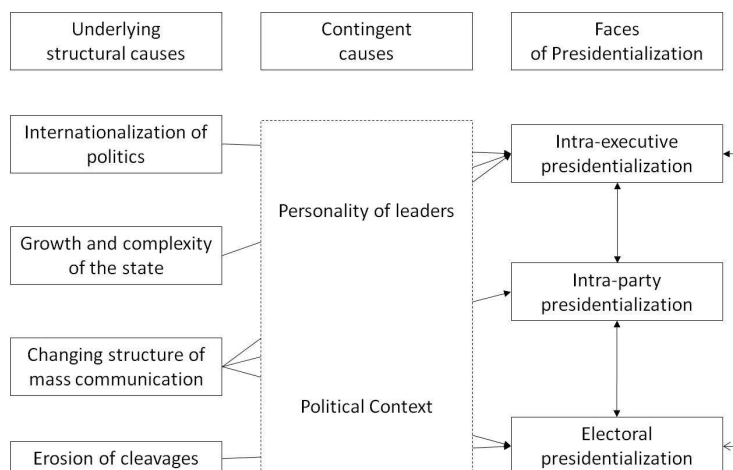 Underlying
structural causes
Contingent
causes
Faces
of Presidentialization
Internationalization of
politics
Growth and complexity
of the state
Changing structure of
mass communication
Erosion of cleavages
Personality of leaders
Political Context
Intra-executive
presidentialization
Intra-party
presidentialization
Electoral
presidentialization